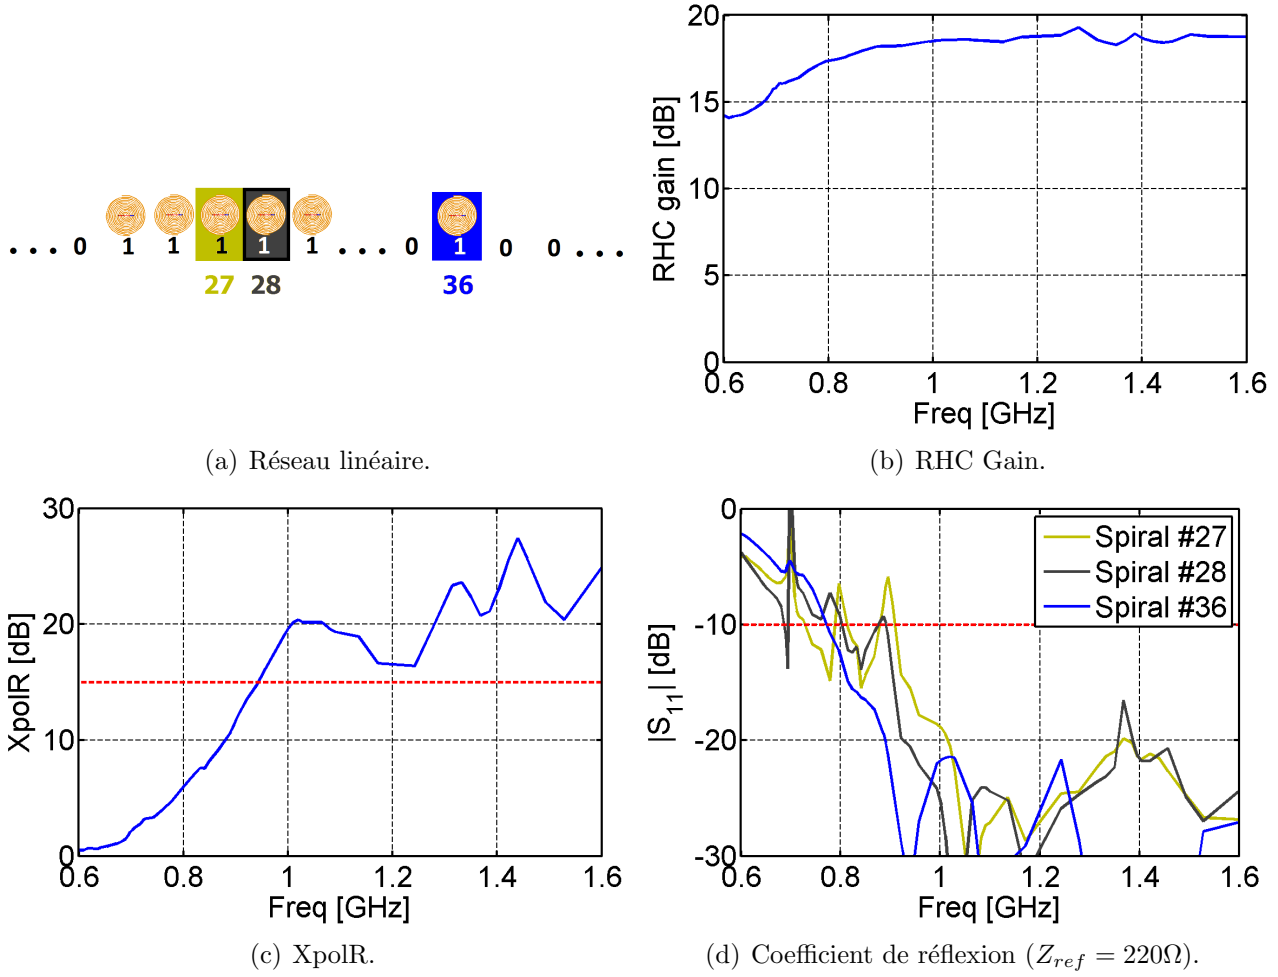 ... 0 1 1 1 1 1 ... 0 1 0 0 ...
27 28 36
(a) Réseau linéaire.
20
15
10
5
0
RHC gain [dB]
0.6 0.8 1 1.2 1.4 1.6
Freq [GHz]
(b) RHC Gain.
30
20
10
0
XpolR [dB]
0.6 0.8 1 1.2 1.4 1.6
Freq [GHz]
(c) XpolR.
0
-10
-20
-30
|S11| [dB]
Spiral #27
Spiral #28
Spiral #36
0.6 0.8 1 1.2 1.4 1.6
Freq [GHz]
(d) Coefficient de réflexion (Zref = 220Ω).